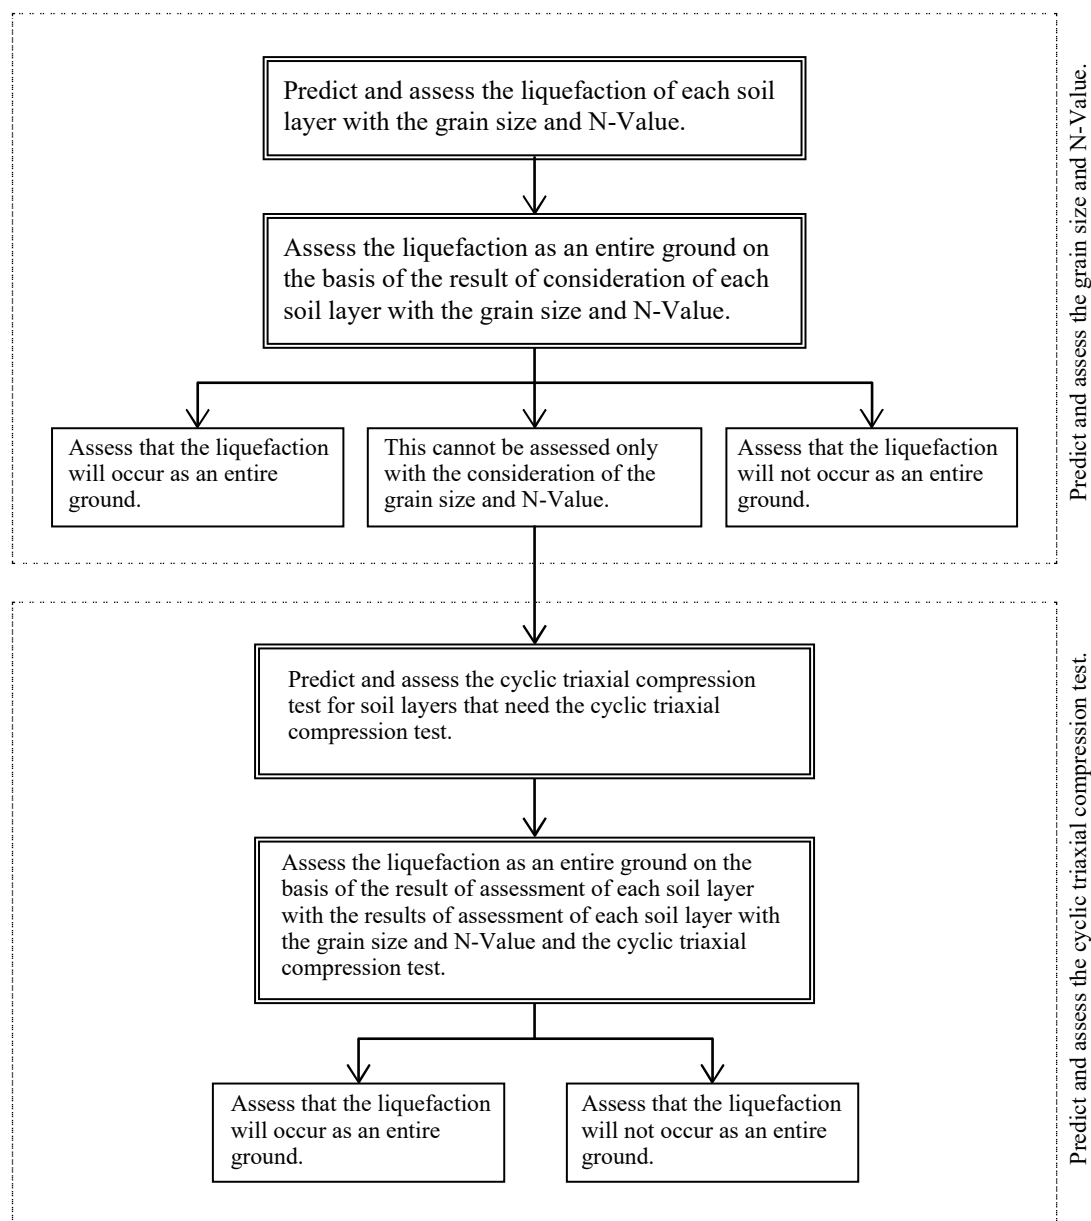 Predict and assess the liquefaction of each soil
layer with the grain size and N-Value.
Assess the liquefaction as an entire ground on
the basis of the result of consideration of each
soil layer with the grain size and N-Value.
Assess that the liquefaction
will occur as an entire
ground.
This cannot be assessed only
with the consideration of the
grain size and N-Value.
Assess that the liquefaction
will not occur as an entire
ground.
Predict and assess the grain size and N-Value.
Predict and assess the cyclic triaxial compression
test for soil layers that need the cyclic triaxial
compression test.
Assess the liquefaction as an entire ground on the
basis of the result of assessment of each soil layer
with the results of assessment of each soil layer with
the grain size and N-Value and the cyclic triaxial
compression test.
Assess that the liquefaction
will occur as an entire
ground.
Assess that the liquefaction
will not occur as an entire
ground.
Predict and assess the cyclic triaxial compression test.